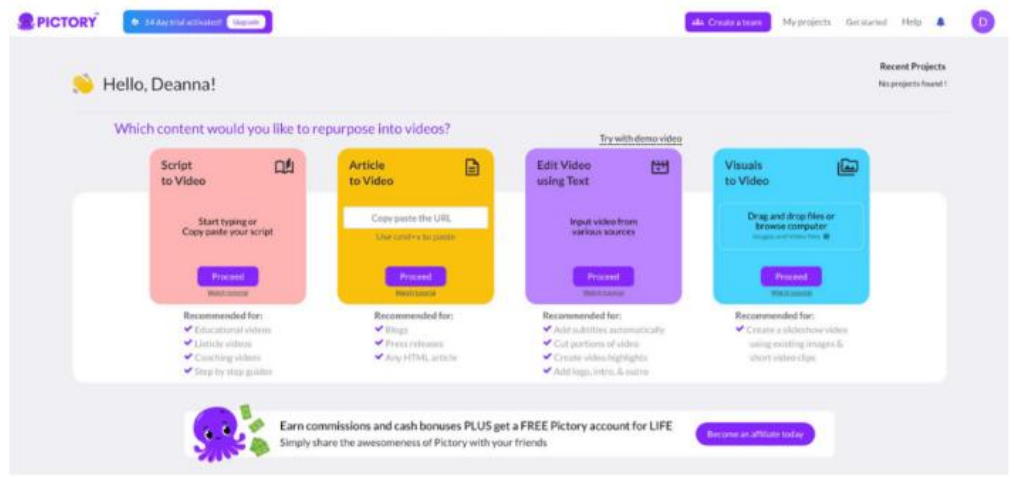 PICTORY
14 day trial activated! Upgrade
Create a team
My projects
Get started
Help
D
Hello, Deanna!
Recent Projects
No projects found !
Which content would you like to repurpose into videos?
Try with demo video
Script
to Video
Start typing or
Copy paste your script
Proceed
Watch tutorial
Recommended for:
Educational videos
Listicle videos
Coaching videos
Step by step guides
Article
to Video
Copy paste the URL
Use cmd+v to paste
Proceed
Watch tutorial
Recommended for:
Blogs
Press releases
Any HTML article
Edit Video
using Text
Input video from
various sources
Proceed
Watch tutorial
Recommended for:
Add subtitles automatically
Cut portions of video
Create video highlights
Add logo, intro, & outro
Visuals
to Video
Drag and drop files or
browse computer
Images and Video files
Proceed
Watch tutorial
Recommended for:
Create a slideshow video
using existing images &
short video clips
Earn commissions and cash bonuses PLUS get a FREE Pictory account for LIFE
Simply share the awesomeness of Pictory with your friends
Become an affiliate today